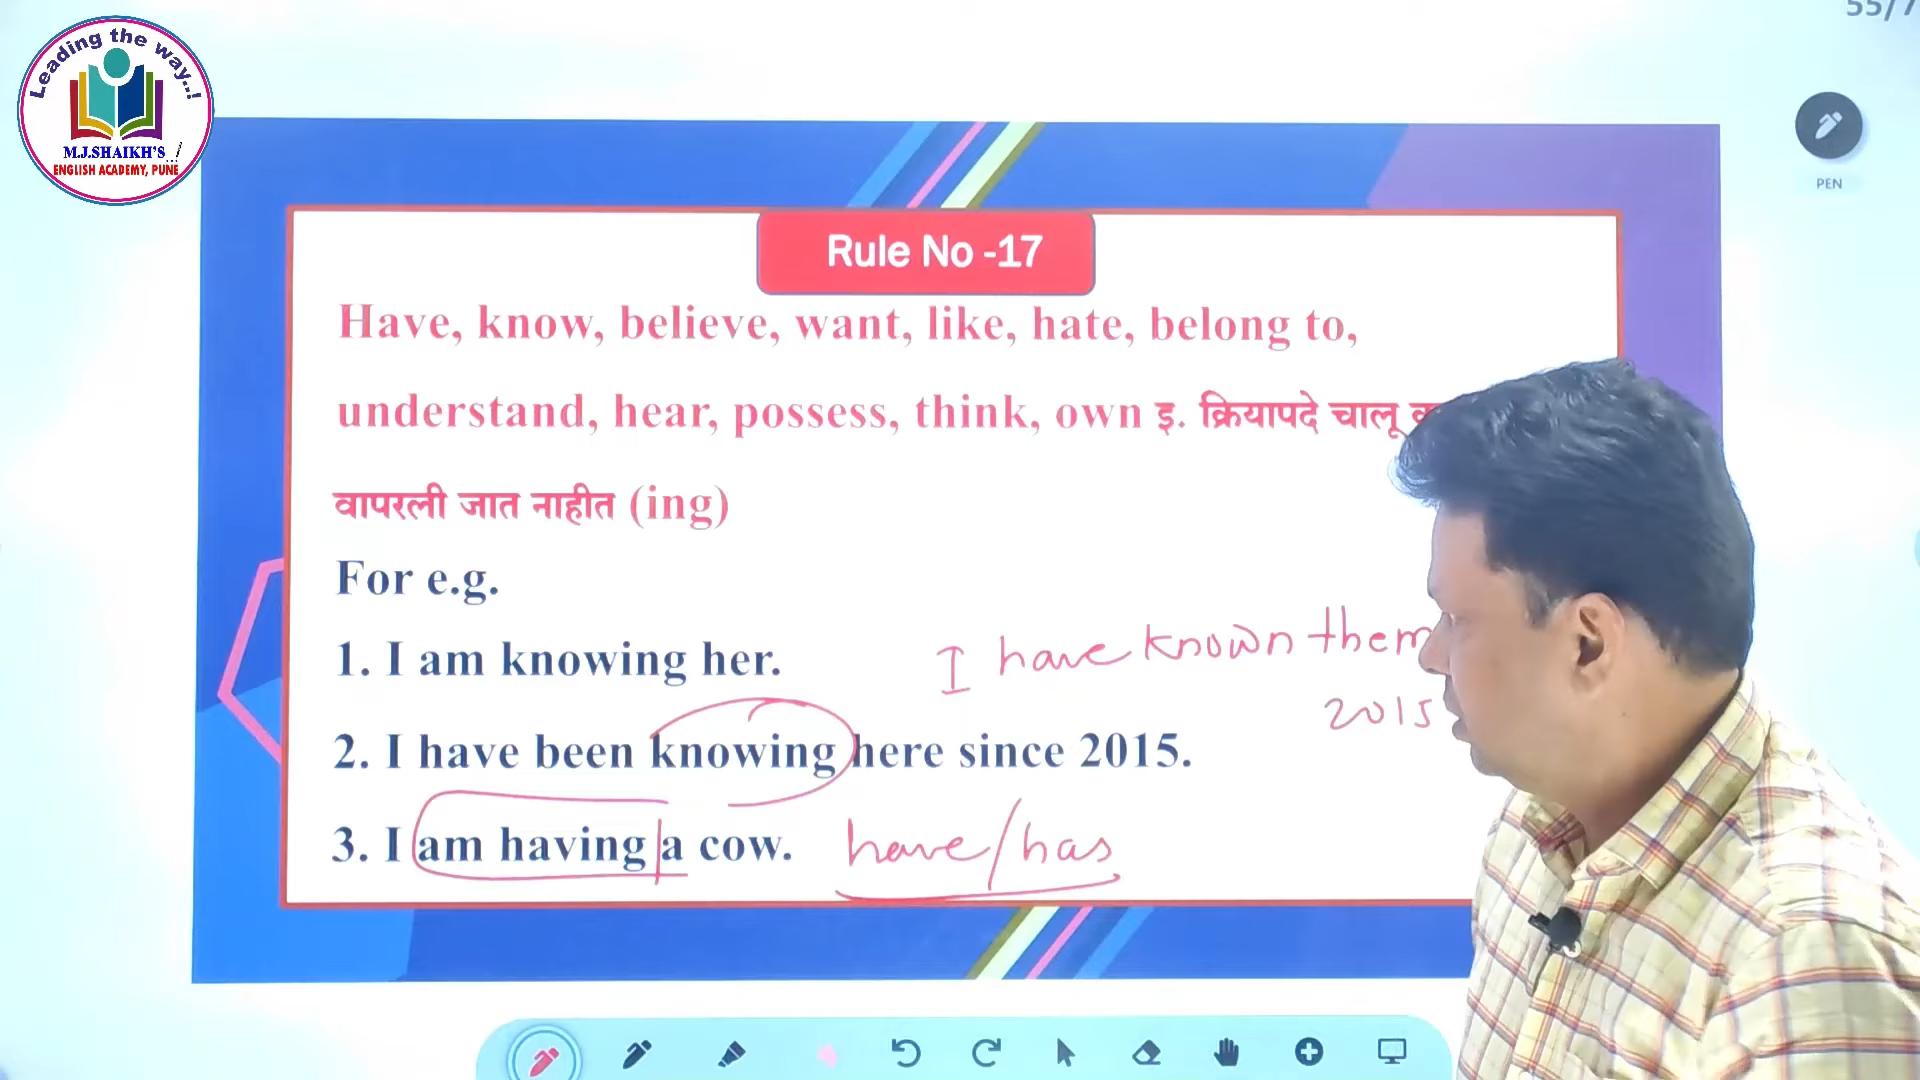 Leading the way..!
M.J.SHAIKH'S
ENGLISH ACADEMY, PUNE
55/7
PEN
Rule No -17
Have, know, believe, want, like, hate, belong to,
understand, hear, possess, think, own इ. क्रियापदे चालू
वापरली जात नाहीत (ing)
For e.g.
1. I am knowing her.
I have known them
2015
2. I have been knowing here since 2015.
3. I am having a cow.
have/has